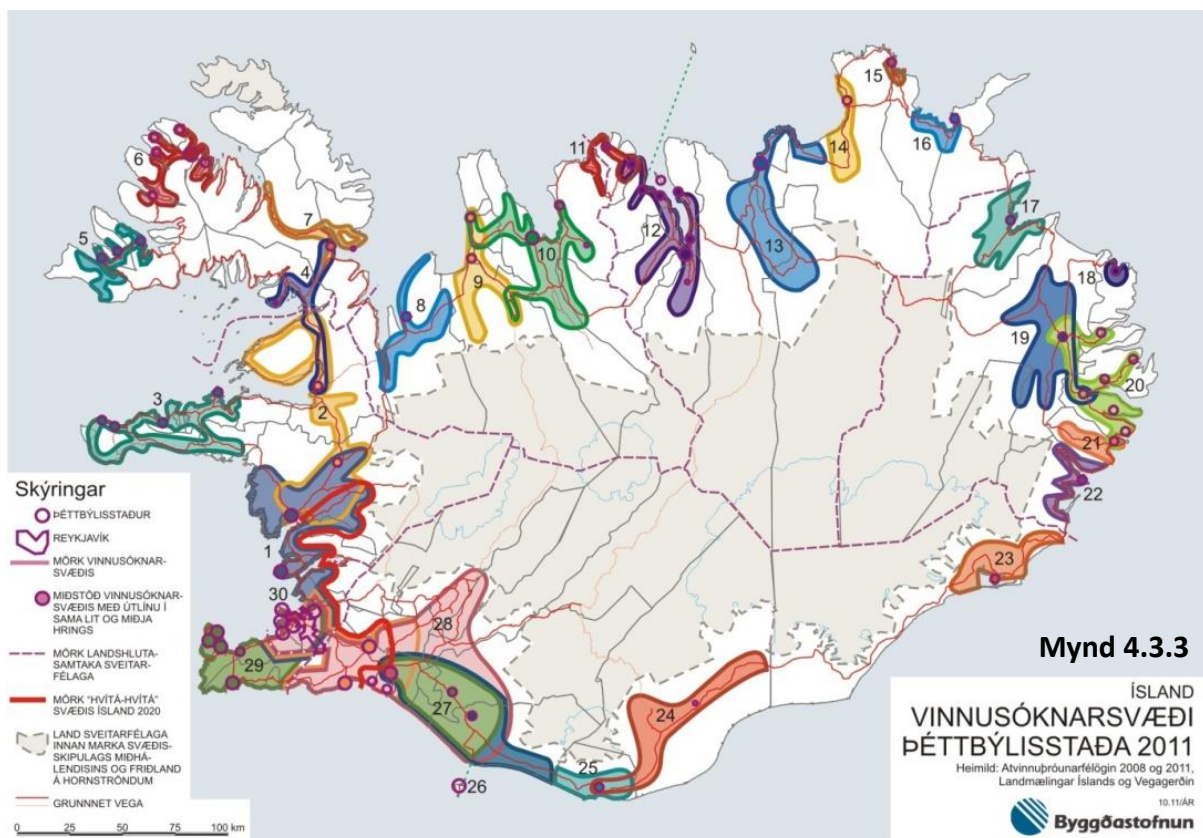 6
5
7
4
3
2
1
30
29
28
27
26
25
24
23
22
21
20
19
18
17
16
15
14
13
12
11
10
9
8
Skýringar
ÞÉTTBÝLISSTAÐUR
REYKJAVÍK
MÖRK VINNUSÓKNAR-
SVÆÐIS
MIÐSTÖÐ VINNUSÓKNAR-
SVÆÐIS MEÐ ÚTLÍNU Í
SAMA LIT OG MIÐJA
HRINGS
MÖRK LANDSHLUTA-
SAMTAKA SVEITAR-
FÉLAGA
MÖRK "HVÍTÁ-HVÍTÁ"
SVÆÐIS ÍSLAND 2020
LAND SVEITARFÉLAGA
INNAN MARKA SVÆÐIS-
SKIPULAGS MIÐHÁ-
LENDISINS OG FRIÐLAND
Á HORNSTRÖNDUM
GRUNNNET VEGA
0 25 50 75 100 km
Mynd 4.3.3
ÍSLAND
VINNUSÓKNARSVÆÐI
ÞÉTTBÝLISSTAÐA 2011
Heimild: Atvinnuþróunarfélögin 2008 og 2011,
Landmælingar Íslands og Vegagerðin
10.11/ÁR
Byggðastofnun